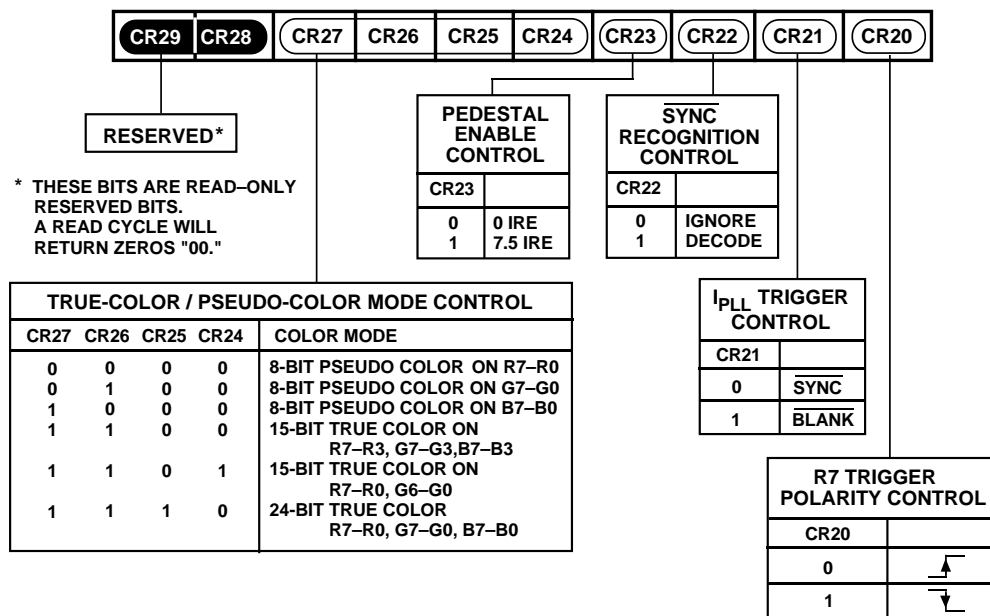 CR29 CR28 CR27 CR26 CR25 CR24 CR23 CR22 CR21 CR20
RESERVED*
* THESE BITS ARE READ–ONLY
RESERVED BITS.
A READ CYCLE WILL
RETURN ZEROS "00."
PEDESTAL
ENABLE
CONTROL
CR23
0 0 IRE
1 7.5 IRE
SYNC
RECOGNITION
CONTROL
CR22
0 IGNORE
1 DECODE
TRUE-COLOR / PSEUDO-COLOR MODE CONTROL
CR27 CR26 CR25 CR24 COLOR MODE
0 0 0 0 8-BIT PSEUDO COLOR ON R7–R0
0 1 0 0 8-BIT PSEUDO COLOR ON G7–G0
1 0 0 0 8-BIT PSEUDO COLOR ON B7–B0
1 1 0 0 15-BIT TRUE COLOR ON
R7–R3, G7–G3,B7–B3
1 1 0 1 15-BIT TRUE COLOR ON
R7–R0, G6–G0
1 1 1 0 24-BIT TRUE COLOR
R7–R0, G7–G0, B7–B0
IPLL TRIGGER
CONTROL
CR21
0 SYNC
1 BLANK
R7 TRIGGER
POLARITY CONTROL
CR20
0
1